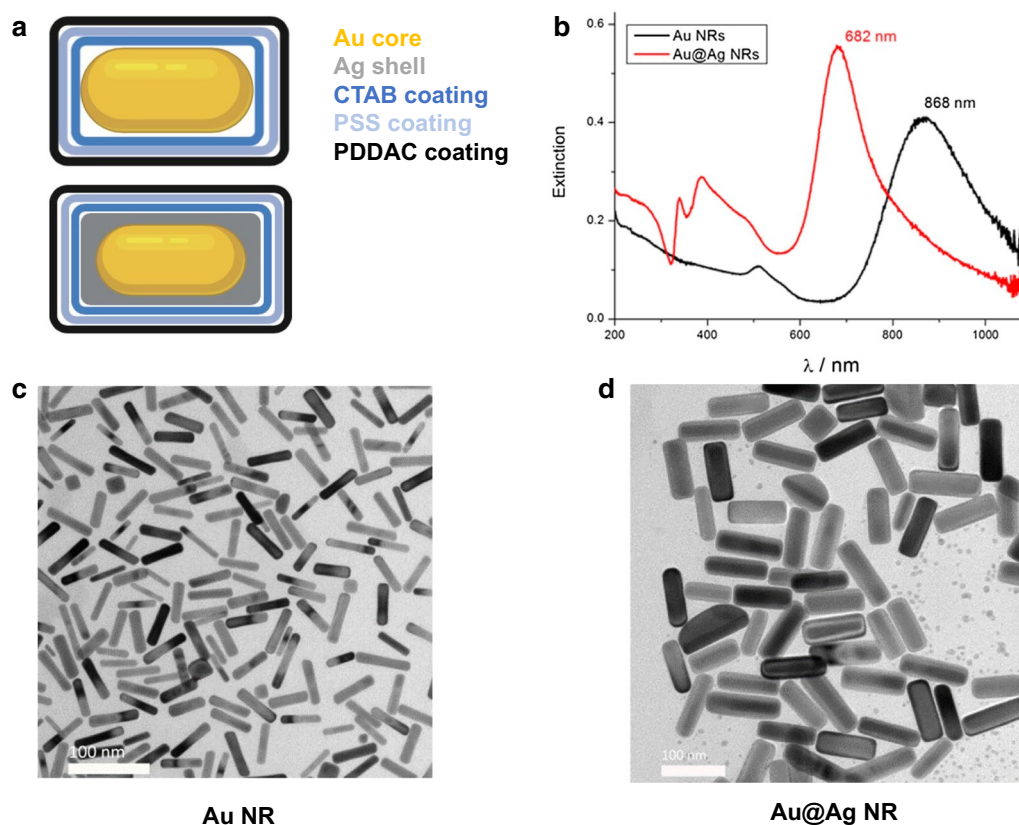 a
Au core
Ag shell
CTAB coating
PSS coating
PDDAC coating
b
Au NRs
Au@Ag NRs
682 nm
868 nm
Extinction
0.6
0.4
0.2
0.0
200
400
600
800
1000
λ / nm
c
100 nm
Au NR
d
100 nm
Au@Ag NR